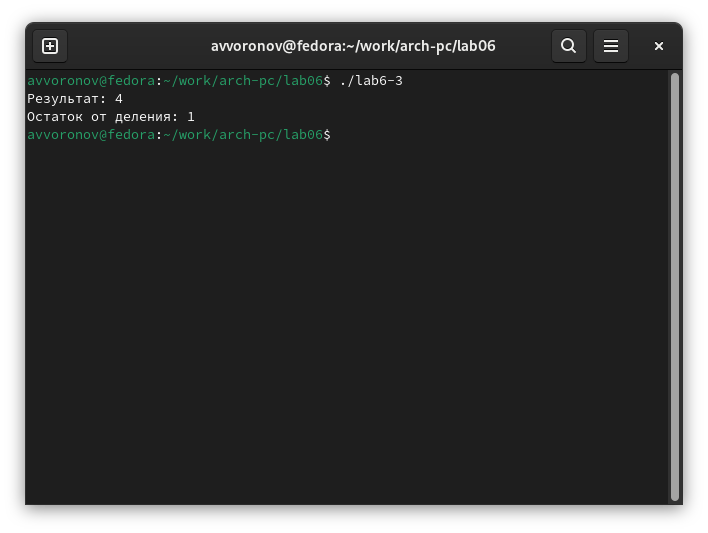 avvoronov@fedora:~/work/arch-pc/lab06
avvoronov@fedora:~/work/arch-pc/lab06$ ./lab6-3
Результат: 4
Остаток от деления: 1
avvoronov@fedora:~/work/arch-pc/lab06$